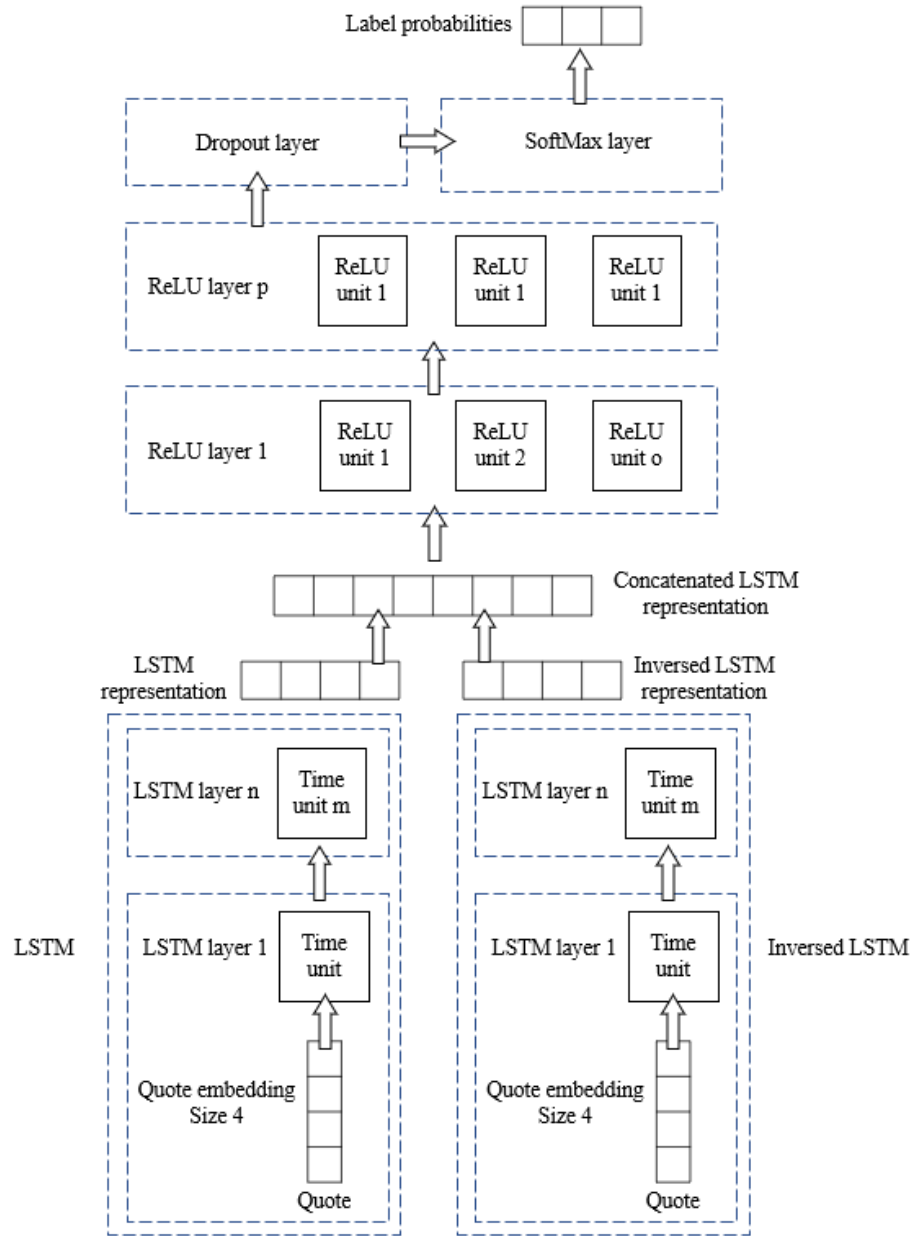 Label probabilities
Dropout layer
SoftMax layer
ReLU layer p
ReLU
unit 1
ReLU
unit 1
ReLU
unit 1
ReLU layer 1
ReLU
unit 1
ReLU
unit 2
ReLU
unit o
Concatenated LSTM
representation
LSTM
representation
Inversed LSTM
representation
LSTM layer n
Time
unit m
LSTM layer n
Time
unit m
LSTM
LSTM layer 1
Time
unit
LSTM layer 1
Time
unit
Inversed LSTM
Quote embedding
Size 4
Quote embedding
Size 4
Quote
Quote